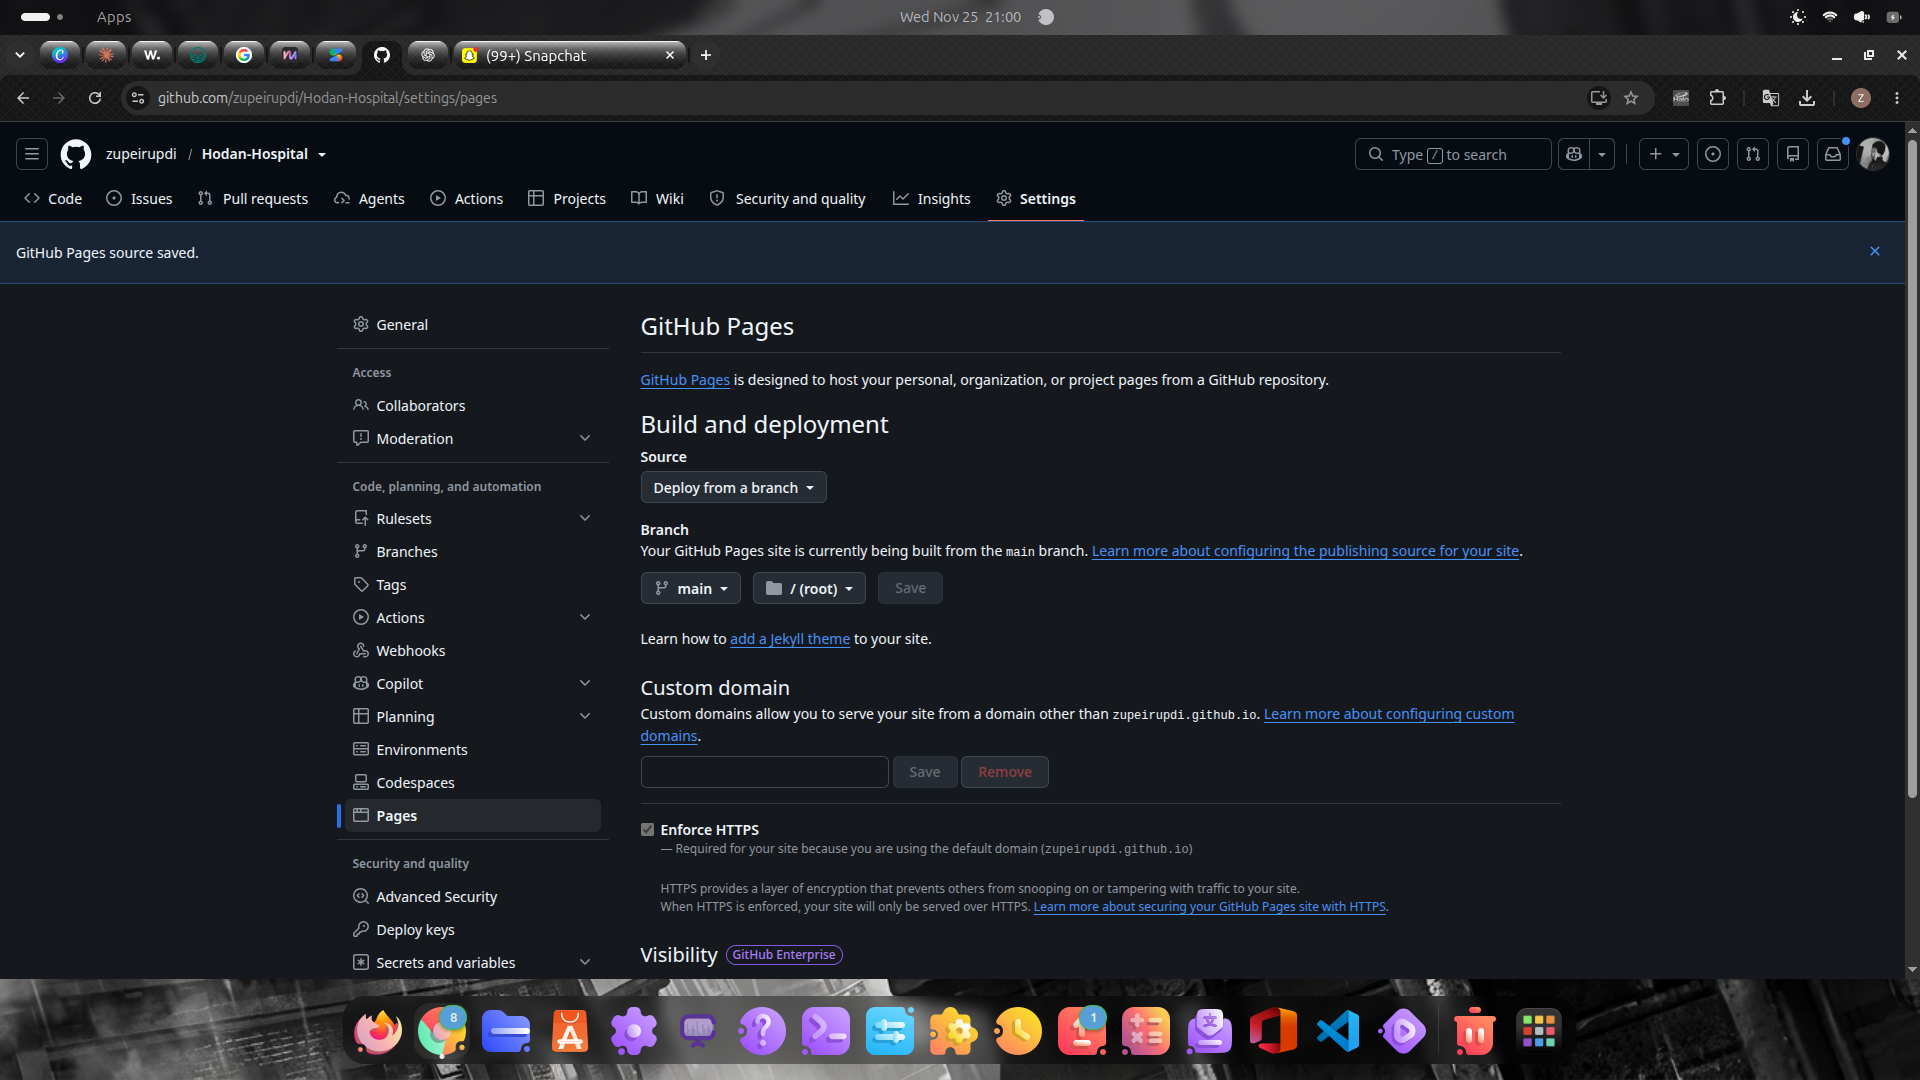 Apps
Wed Nov 25 21:00
W.
(99+) Snapchat
github.com/zupeirupdi/Hodan-Hospital/settings/pages
Z
zupeirupdi / Hodan-Hospital
Type / to search
Code
Issues
Pull requests
Agents
Actions
Projects
Wiki
Security and quality
Insights
Settings
GitHub Pages source saved.
General
Access
Collaborators
Moderation
Code, planning, and automation
Rulesets
Branches
Tags
Actions
Webhooks
Copilot
Planning
Environments
Codespaces
Pages
Security and quality
Advanced Security
Deploy keys
Secrets and variables
GitHub Pages
GitHub Pages is designed to host your personal, organization, or project pages from a GitHub repository.
Build and deployment
Source
Deploy from a branch
Branch
Your GitHub Pages site is currently being built from the main branch. Learn more about configuring the publishing source for your site.
main
/ (root)
Save
Learn how to add a Jekyll theme to your site.
Custom domain
Custom domains allow you to serve your site from a domain other than zupeirupdi.github.io. Learn more about configuring custom
domains.
Save
Remove
Enforce HTTPS
— Required for your site because you are using the default domain (zupeirupdi.github.io)
HTTPS provides a layer of encryption that prevents others from snooping on or tampering with traffic to your site.
When HTTPS is enforced, your site will only be served over HTTPS. Learn more about securing your GitHub Pages site with HTTPS.
Visibility GitHub Enterprise
8
1